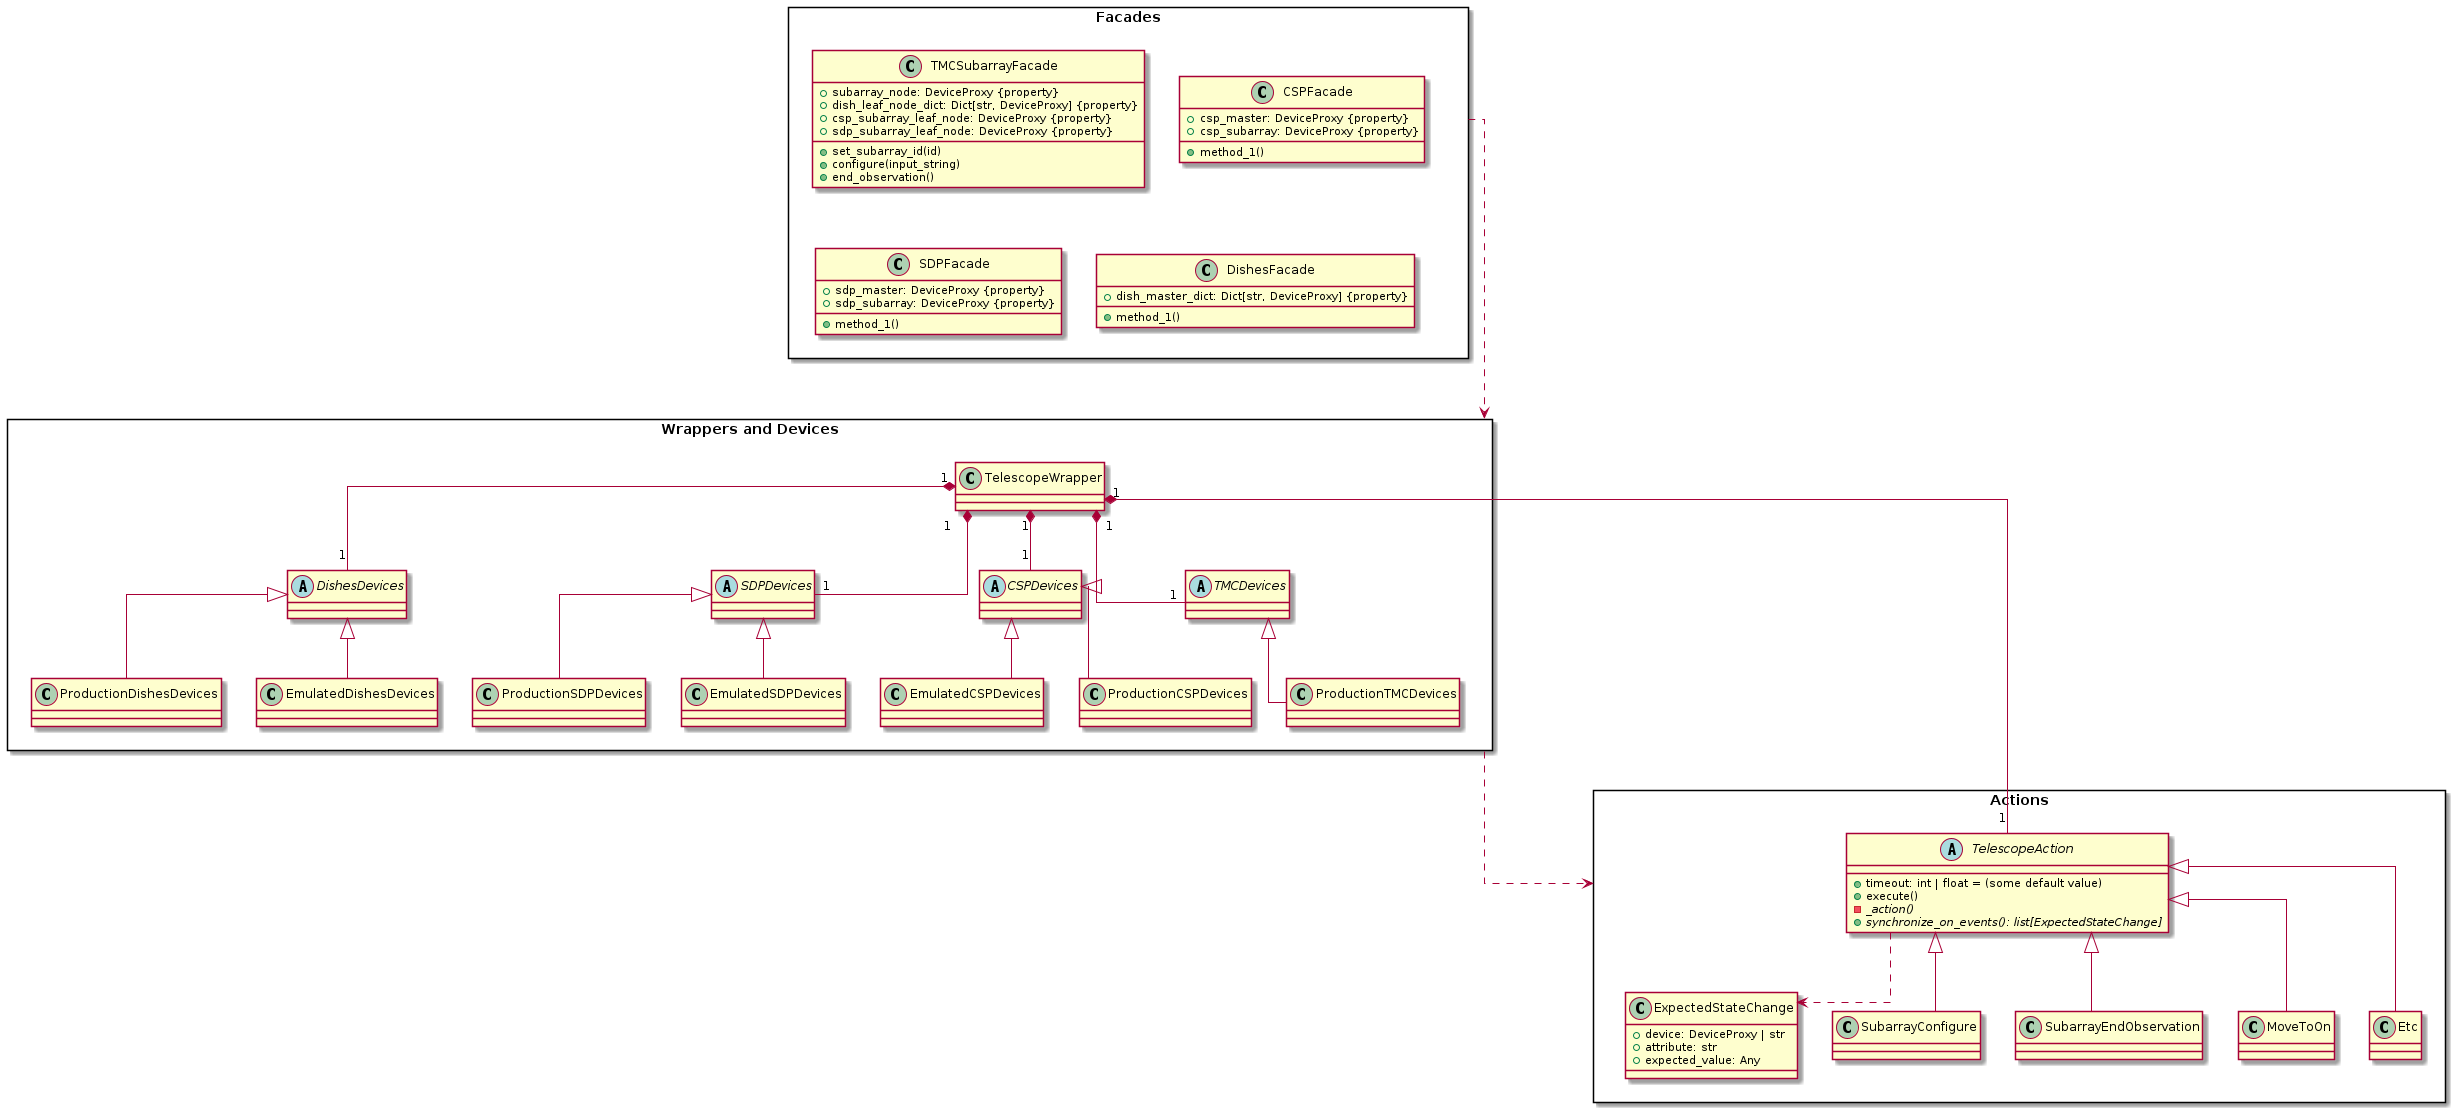 Facades
C TMCSubarrayFacade
subarray_node: DeviceProxy {property}
dish_leaf_node_dict: Dict[str, DeviceProxy] {property}
csp_subarray_leaf_node: DeviceProxy {property}
sdp_subarray_leaf_node: DeviceProxy {property}
set_subarray_id(id)
configure(input_string)
end_observation()
C CSPFacade
csp_master: DeviceProxy {property}
csp_subarray: DeviceProxy {property}
method_1()
C SDPFacade
sdp_master: DeviceProxy {property}
sdp_subarray: DeviceProxy {property}
method_1()
C DishesFacade
dish_master_dict: Dict[str, DeviceProxy] {property}
method_1()
Wrappers and Devices
C TelescopeWrapper
1
1
1
1
1
1
1
1
1
A DishesDevices
A SDPDevices
A CSPDevices
A TMCDevices
C ProductionDishesDevices
C EmulatedDishesDevices
C ProductionSDPDevices
C EmulatedSDPDevices
C EmulatedCSPDevices
C ProductionCSPDevices
C ProductionTMCDevices
Actions
1
A TelescopeAction
timeout: int | float = (some default value)
execute()
_action()
synchronize_on_events(): list[ExpectedStateChange]
C ExpectedStateChange
device: DeviceProxy | str
attribute: str
expected_value: Any
C SubarrayConfigure
C SubarrayEndObservation
C MoveToOn
C Etc